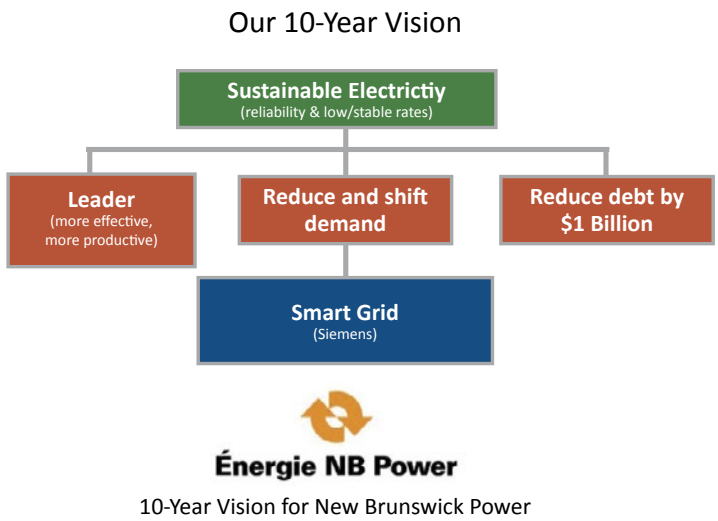 Our 10-Year Vision
Sustainable Electrictiy
(reliability & low/stable rates)
Leader
(more effective,
more productive)
Reduce and shift
demand
Reduce debt by
$1 Billion
Smart Grid
(Siemens)
Énergie NB Power
10-Year Vision for New Brunswick Power